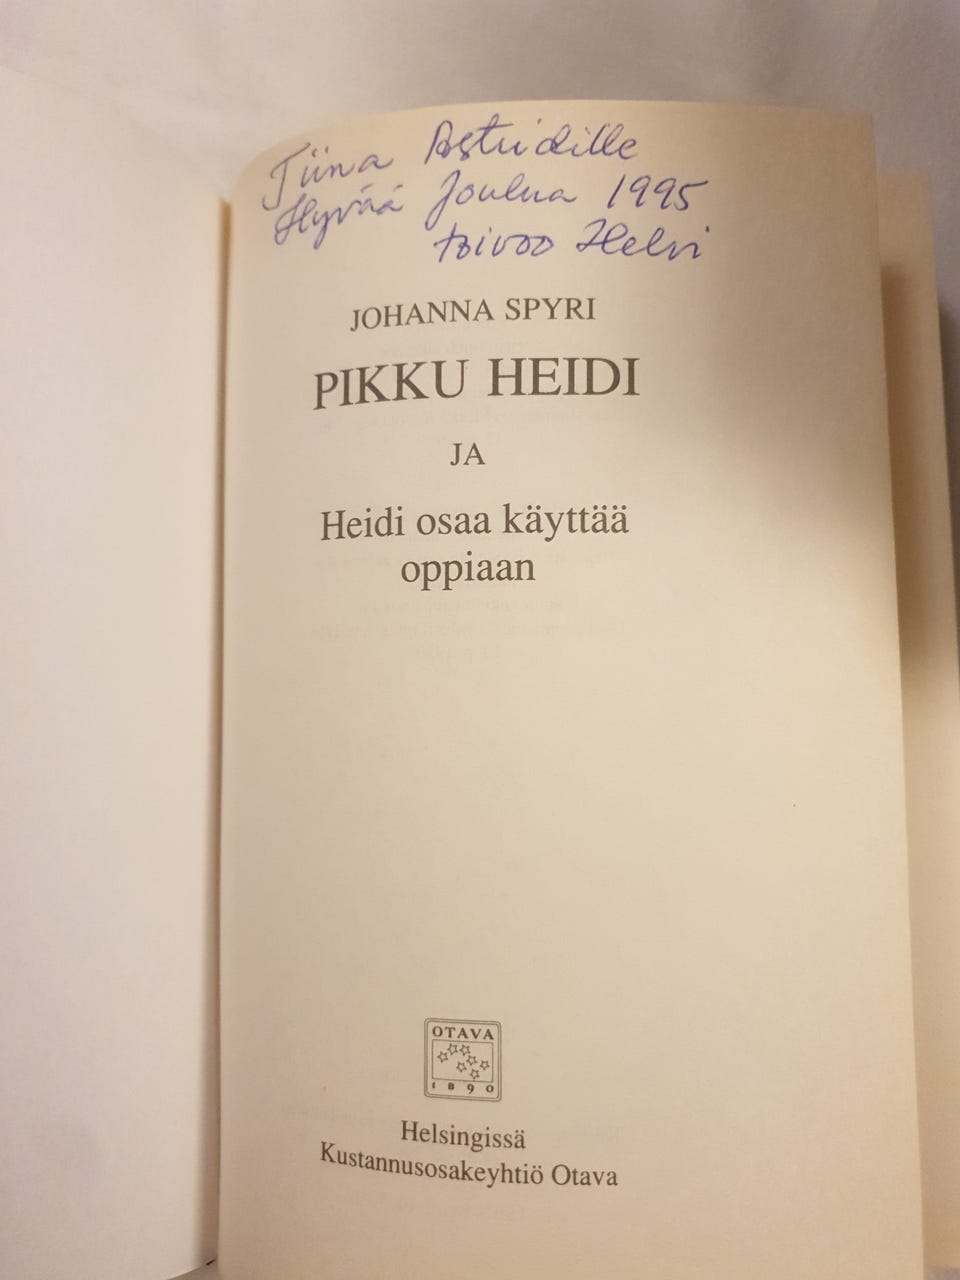 Tiina Astridille
Hyvää Joulua 1995
toivoo Helvi
JOHANNA SPYRI
PIKKU HEIDI
JA
Heidi osaa käyttää
oppiaan
OTAVA
1890
Helsingissä
Kustannusosakeyhtiö Otava